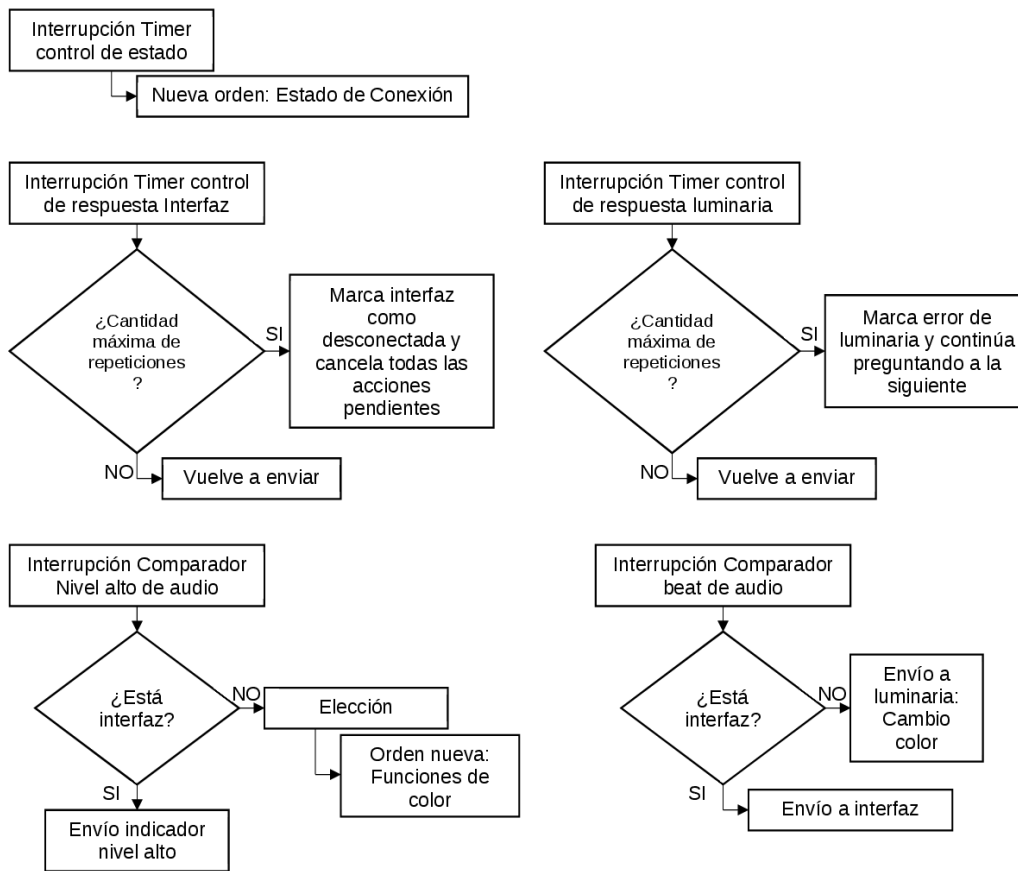 Interrupción Timer
control de estado
Nueva orden: Estado de Conexión
Interrupción Timer control
de respuesta Interfaz
¿Cantidad
máxima de
repeticiones
?
SI
Marca interfaz
como
desconectada y
cancela todas las
acciones
pendientes
NO
Vuelve a enviar
Interrupción Timer control
de respuesta luminaria
¿Cantidad
máxima de
repeticiones
?
SI
Marca error de
luminaria y continúa
preguntando a la
siguiente
NO
Vuelve a enviar
Interrupción Comparador
Nivel alto de audio
¿Está
interfaz?
NO
Elección
Orden nueva:
Funciones de
color
SI
Envío indicador
nivel alto
Interrupción Comparador
beat de audio
¿Está
interfaz?
NO
Envío a
luminaria:
Cambio
color
SI
Envío a interfaz